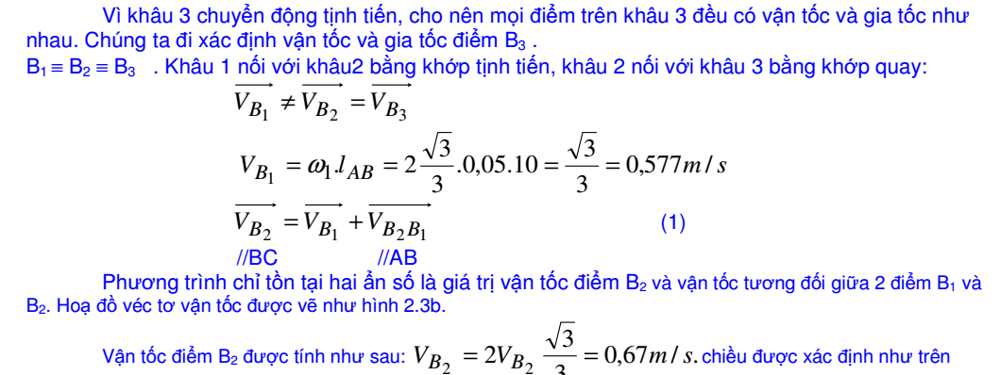 Vì khâu 3 chuyển động tịnh tiến, cho nên mọi điểm trên khâu 3 đều có vận tốc và gia tốc như
nhau. Chúng ta đi xác định vận tốc và gia tốc điểm B₃ .
B₁ ≡ B₂ ≡ B₃ . Khâu 1 nối với khâu2 bằng khớp tịnh tiến, khâu 2 nối với khâu 3 bằng khớp quay:
\overrightarrow{V_{B_1}} ≠ \overrightarrow{V_{B_2}} = \overrightarrow{V_{B_3}}
V_{B_1} = ω_1.l_{AB} = 2\frac{\sqrt{3}}{3}.0,05.10 = \frac{\sqrt{3}}{3} = 0,577m / s
\overrightarrow{V_{B_2}} = \overrightarrow{V_{B_1}} + \overrightarrow{V_{B_2B_1}} (1)
//BC //AB
Phương trình chỉ tồn tại hai ẩn số là giá trị vận tốc điểm B₂ và vận tốc tương đối giữa 2 điểm B₁ và
B₂. Hoạ đồ véc tơ vận tốc được vẽ như hình 2.3b.
Vận tốc điểm B₂ được tính như sau: V_{B_2} = 2V_{B_2} \frac{\sqrt{3}}{3} = 0,67m / s. chiều được xác định như trên